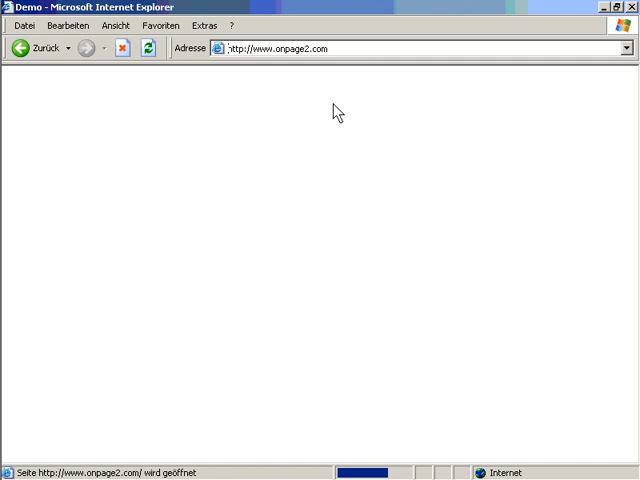 Demo - Microsoft Internet Explorer
Datei Bearbeiten Ansicht Favoriten Extras ?
Zurück Adresse http://www.onpage2.com
Seite http://www.onpage2.com/ wird geöffnet Internet